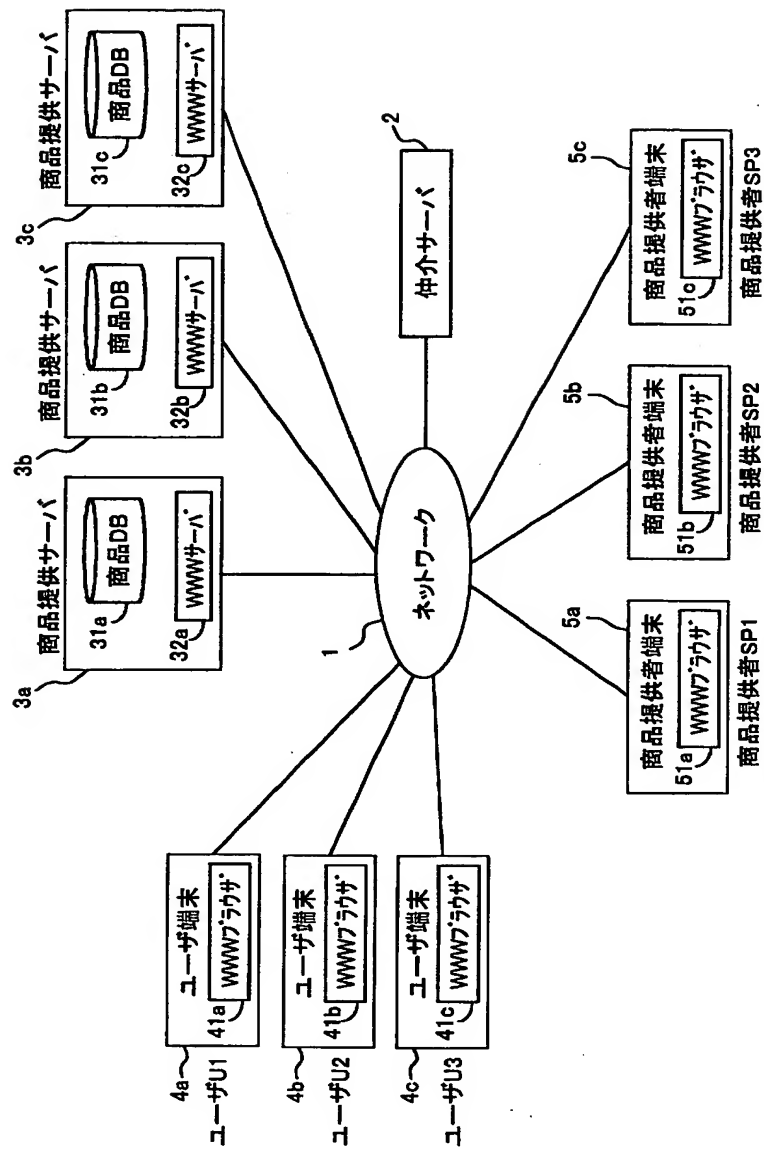 商品提供サーバ
3a
31a
商品DB
32a
WWWサーバ
商品提供サーバ
3b
31b
商品DB
32b
WWWサーバ
商品提供サーバ
3c
31c
商品DB
32c
WWWサーバ
4a
ユーザ端末
41a
WWWブラウザ
ユーザU1
4b
ユーザ端末
41b
WWWブラウザ
ユーザU2
4c
ユーザ端末
41c
WWWブラウザ
ユーザU3
1
ネットワーク
2
仲介サーバ
5a
商品提供者端末
51a
WWWブラウザ
商品提供者SP1
5b
商品提供者端末
51b
WWWブラウザ
商品提供者SP2
5c
商品提供者端末
51c
WWWブラウザ
商品提供者SP3